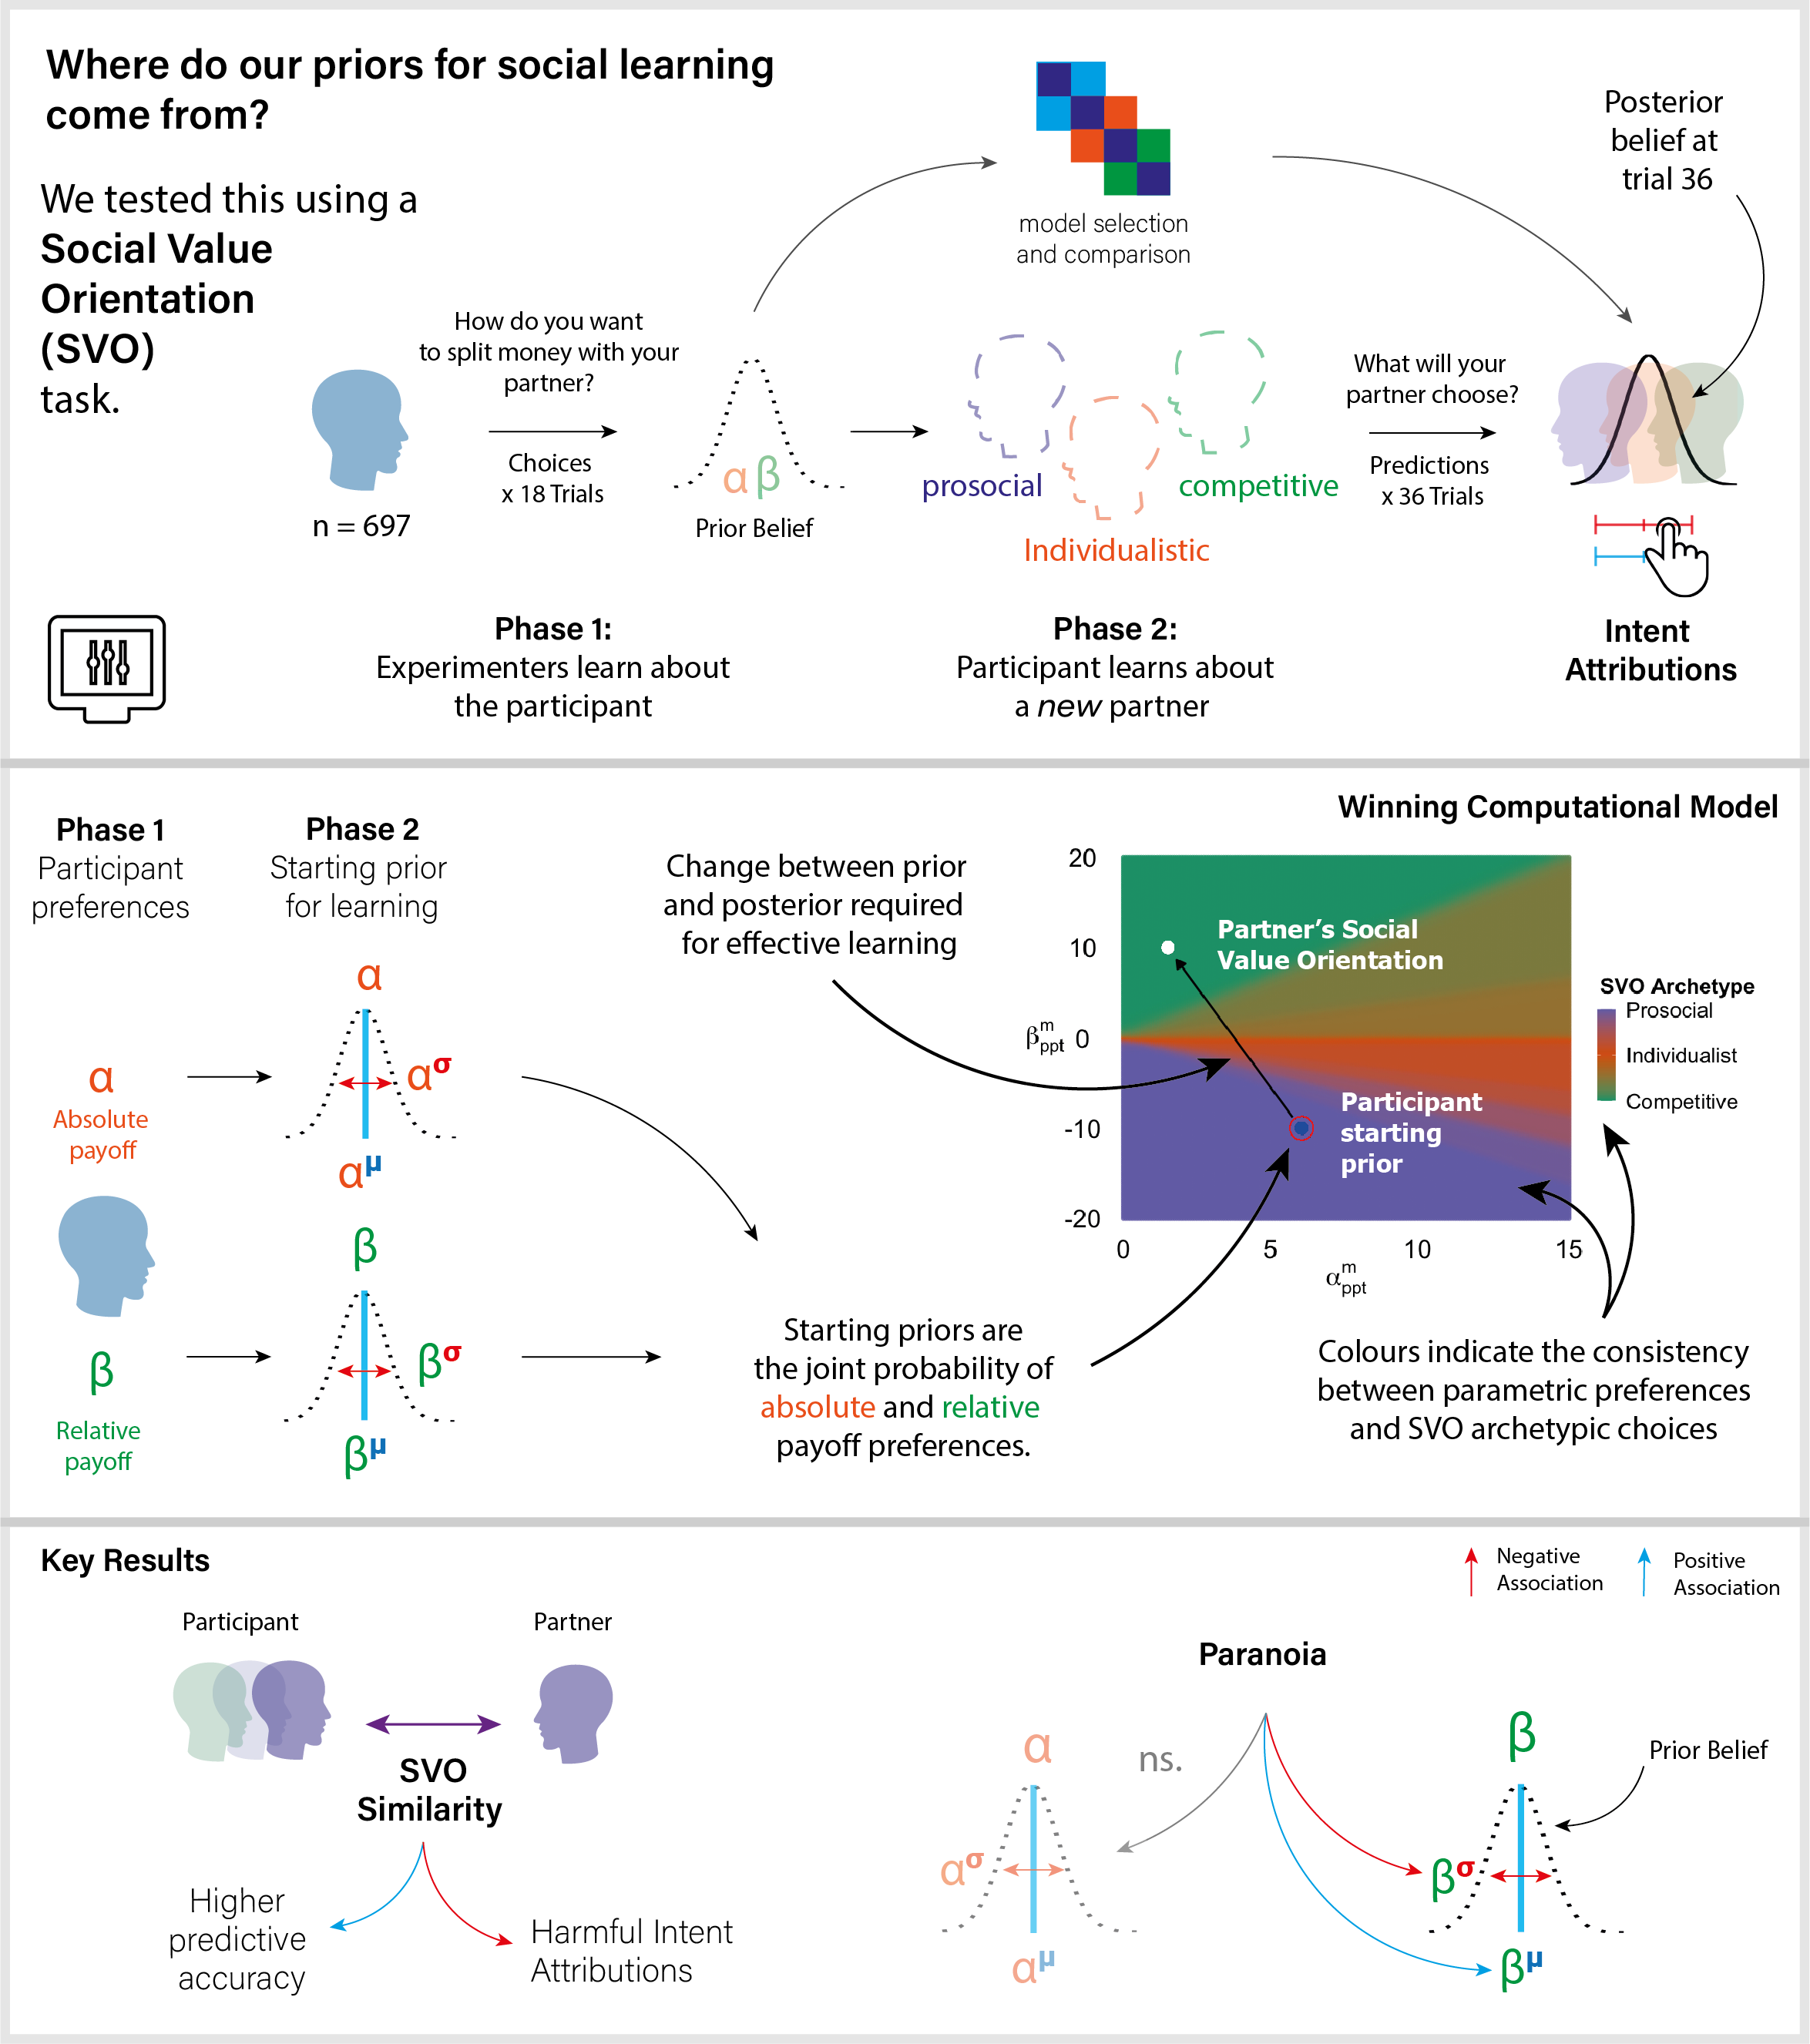 Where do our priors for social learning
come from?
We tested this using a
Social Value
Orientation
(SVO)
task.
n = 697
How do you want
to split money with your
partner?
Choices
x 18 Trials
α β
Prior Belief
model selection
and comparison
prosocial
Individualistic
competitive
What will your
partner choose?
Predictions
x 36 Trials
Posterior
belief at
trial 36
Phase 1:
Experimenters learn about
the participant
Phase 2:
Participant learns about
a new partner
Intent
Attributions
Phase 1
Participant
preferences
Phase 2
Starting prior
for learning
α
Absolute
payoff
β
Relative
payoff
α
α^σ
α^μ
β
β^σ
β^μ
Change between prior
and posterior required
for effective learning
Starting priors are
the joint probability of
absolute and relative
payoff preferences.
Winning Computational Model
20
10
0
-10
-20
β^m_ppt
0 5 10 15
α^m_ppt
Partner's Social
Value Orientation
Participant
starting
prior
SVO Archetype
Prosocial
Individualist
Competitive
Colours indicate the consistency
between parametric preferences
and SVO archetypic choices
Key Results
Negative
Association
Positive
Association
Participant
Partner
SVO
Similarity
Higher
predictive
accuracy
Harmful Intent
Attributions
Paranoia
ns.
α
α^σ
α^μ
β
β^σ
β^μ
Prior Belief